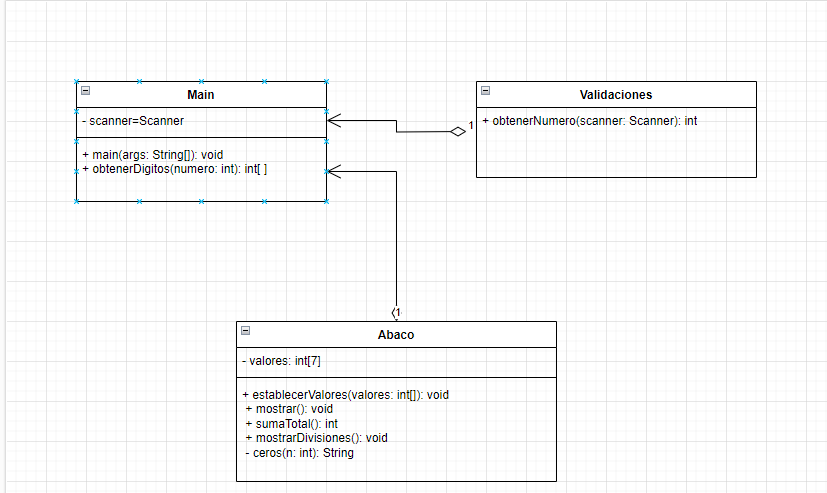 Main
- scanner=Scanner
+ main(args: String[]): void
+ obtenerDigitos(numero: int): int[ ]
Validaciones
+ obtenerNumero(scanner: Scanner): int
1
1
Abaco
- valores: int[7]
+ establecerValores(valores: int[]): void
+ mostrar(): void
+ sumaTotal(): int
+ mostrarDivisiones(): void
- ceros(n: int): String